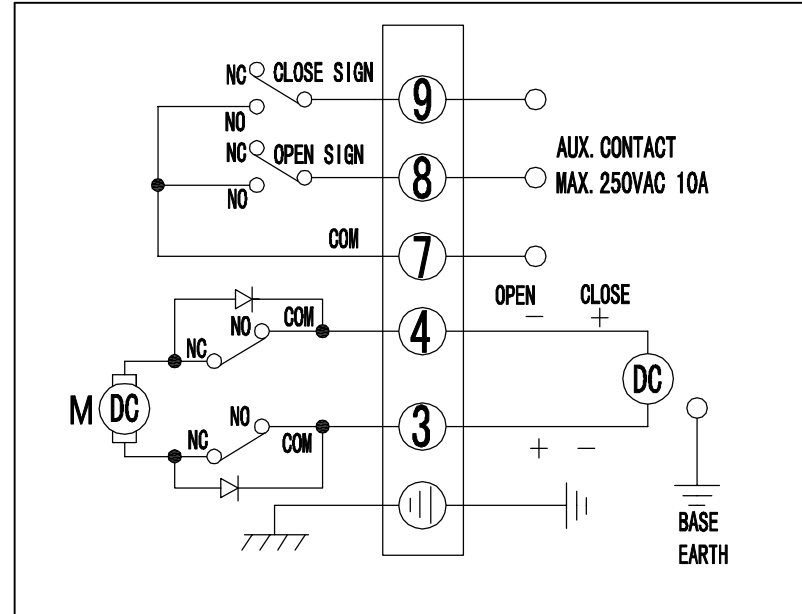 NC CLOSE SIGN
NO
9
NC OPEN SIGN
NO
8
AUX. CONTACT
MAX. 250VAC 10A
COM
7
OPEN CLOSE
- +
NO COM
NC
4
M DC
DC
NO
NC COM
3
+ -
BASE
EARTH